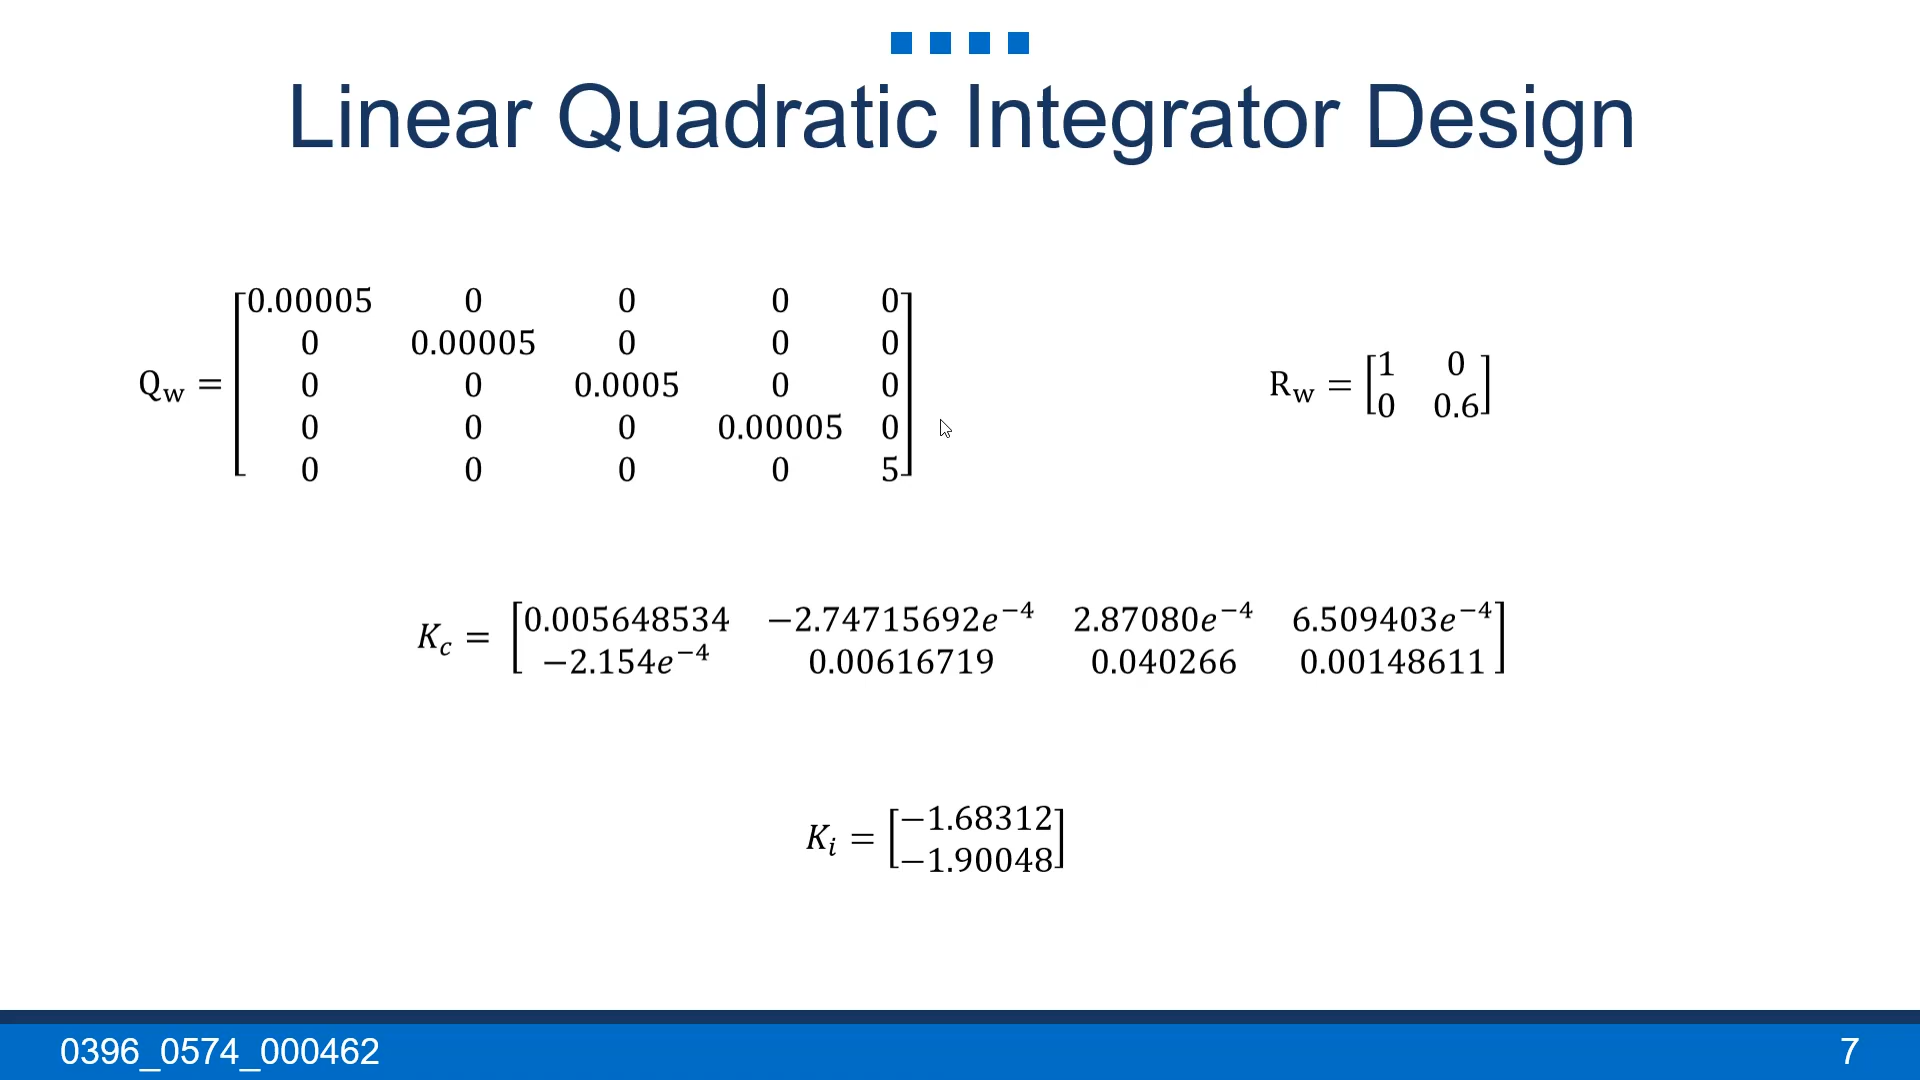 Linear Quadratic Integrator Design
Q_w = [0.00005 0 0 0 0
0 0.00005 0 0 0
0 0 0.0005 0 0
0 0 0 0.00005 0
0 0 0 0 5]
R_w = [1 0
0 0.6]
K_c = [0.005648534 −2.74715692e^−4 2.87080e^−4 6.509403e^−4
−2.154e^−4 0.00616719 0.040266 0.00148611]
K_i = [−1.68312
−1.90048]
0396_0574_000462
7